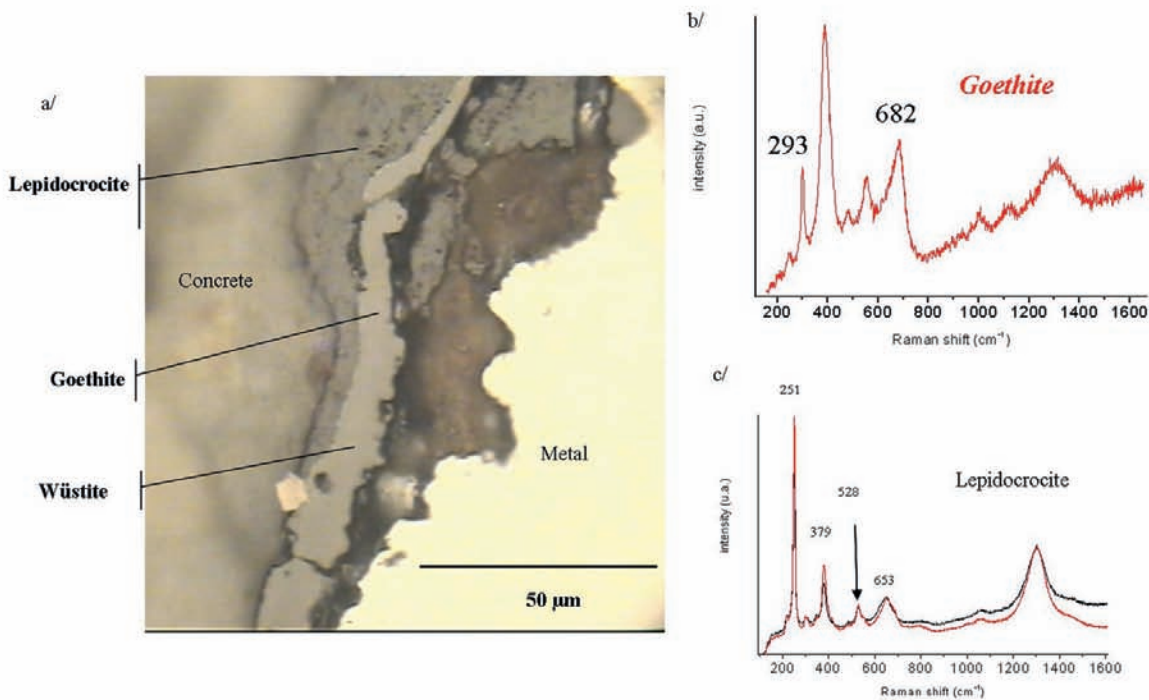 a/
Lepidocrocite
Concrete
Goethite
Wüstite
Metal
50 µm
b/
Goethite
293
682
intensity (a.u.)
200 400 600 800 1000 1200 1400 1600
Raman shift (cm⁻¹)
c/
251
379
528
653
Lepidocrocite
intensity (u.a.)
200 400 600 800 1000 1200 1400 1600
Raman shift (cm⁻¹)